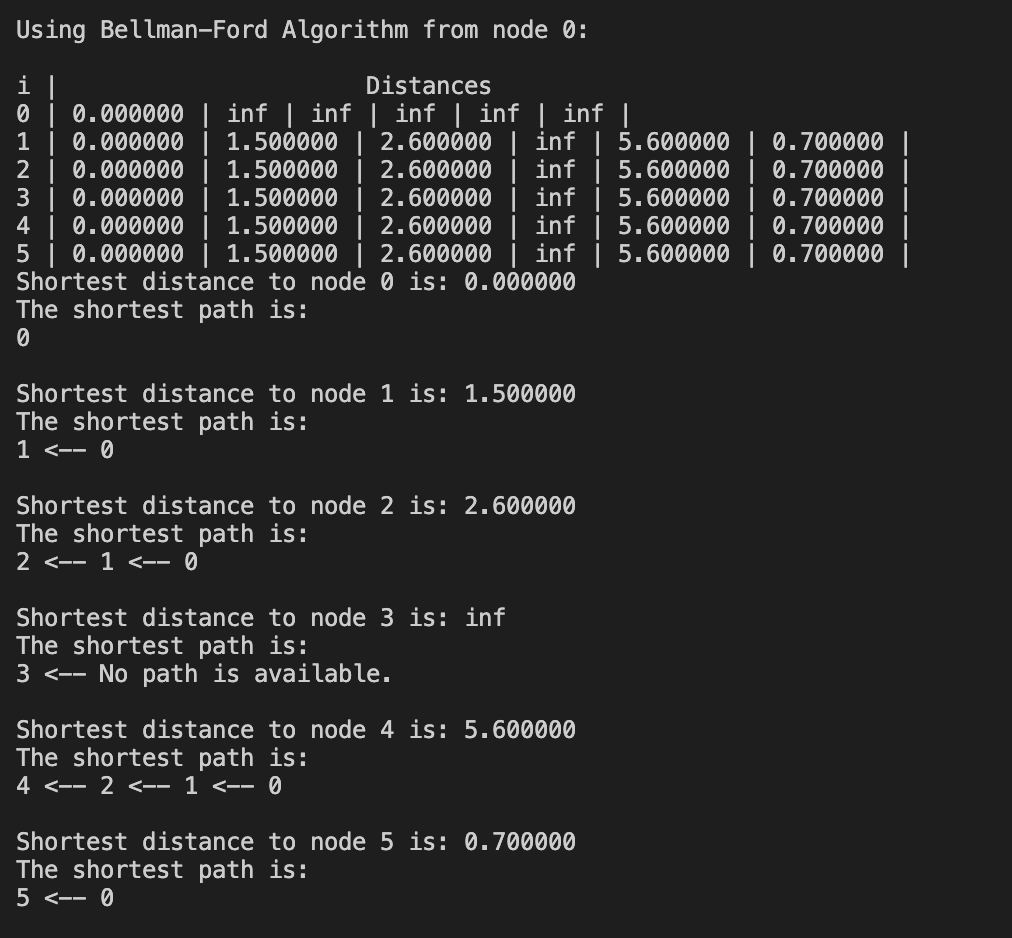 Using Bellman-Ford Algorithm from node 0:

i |                      Distances
0 | 0.000000 | inf | inf | inf | inf | inf |
1 | 0.000000 | 1.500000 | 2.600000 | inf | 5.600000 | 0.700000 |
2 | 0.000000 | 1.500000 | 2.600000 | inf | 5.600000 | 0.700000 |
3 | 0.000000 | 1.500000 | 2.600000 | inf | 5.600000 | 0.700000 |
4 | 0.000000 | 1.500000 | 2.600000 | inf | 5.600000 | 0.700000 |
5 | 0.000000 | 1.500000 | 2.600000 | inf | 5.600000 | 0.700000 |
Shortest distance to node 0 is: 0.000000
The shortest path is:
0

Shortest distance to node 1 is: 1.500000
The shortest path is:
1 <-- 0

Shortest distance to node 2 is: 2.600000
The shortest path is:
2 <-- 1 <-- 0

Shortest distance to node 3 is: inf
The shortest path is:
3 <-- No path is available.

Shortest distance to node 4 is: 5.600000
The shortest path is:
4 <-- 2 <-- 1 <-- 0

Shortest distance to node 5 is: 0.700000
The shortest path is:
5 <-- 0